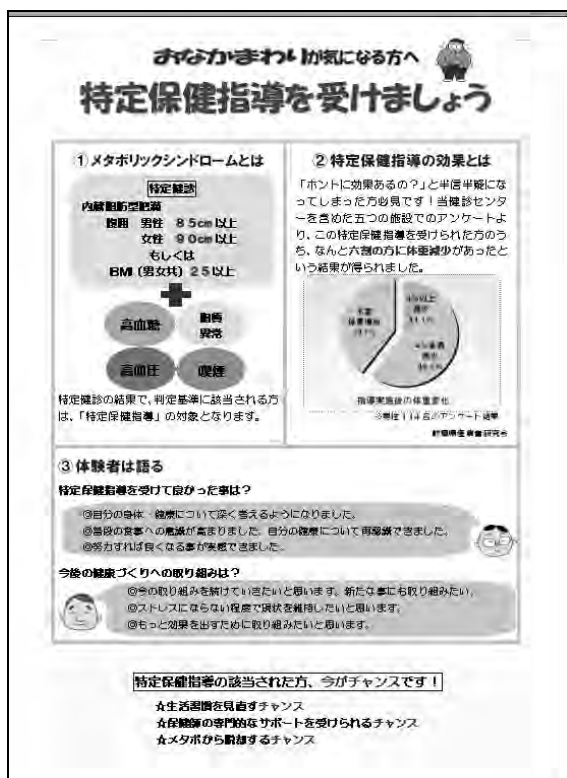 おなかまわりが気になる方へ
特定保健指導を受けましょう
①メタボリックシンドロームとは
特定健診
内臓脂肪型肥満
腹囲 男性 85cm以上
女性 90cm以上
もしくは
BMI（男女共）25以上
高血糖
脂質
異常
高血圧
喫煙
特定健診の結果で、判定基準に該当される方
は、「特定保健指導」の対象となります。
②特定保健指導の効果とは
「ホントに効果あるの？」と半信半疑にな
ってしまった方必見です！当健診センタ
ーを含めた五つの施設でのアンケートよ
り、この特定保健指導を受けられた方のう
ち、なんと六割の方に体重減少があったと
いう結果が得られました。
指導実施後の体重変化
③体験者は語る
特定保健指導を受けて良かった事は？
◎自分の身体・健康について深く考えるようになりました。
◎普段の食事への意識が高まりました。自分の健康について再認識できました。
◎努力すれば良くなる事が実感できました。
今後の健康づくりへの取り組みは？
◎今の取り組みを続けていきたいと思います。新たな事にも取り組みたい。
◎ストレスにならない程度で現状を維持したいと思います。
◎もっと効果を出すために取り組みたいと思います。
特定保健指導の該当された方、今がチャンスです！
☆生活習慣を見直すチャンス
☆保健師の専門的なサポートを受けられるチャンス
☆メタボから脱却するチャンス